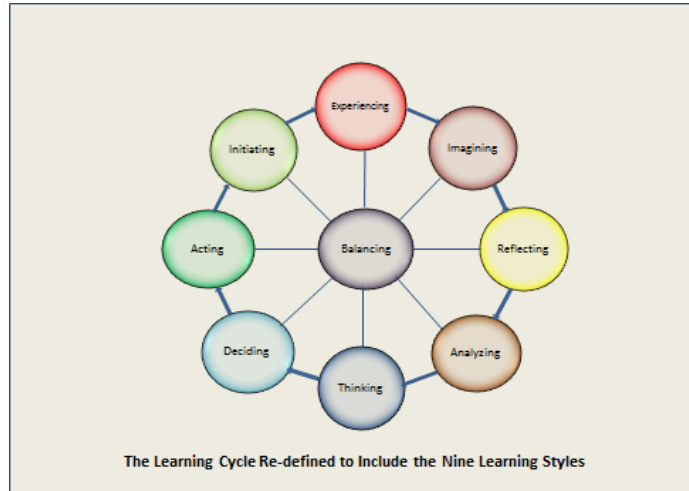 Experiencing
Initiating
Imagining
Acting
Balancing
Reflecting
Deciding
Analyzing
Thinking
The Learning Cycle Re-defined to Include the Nine Learning Styles